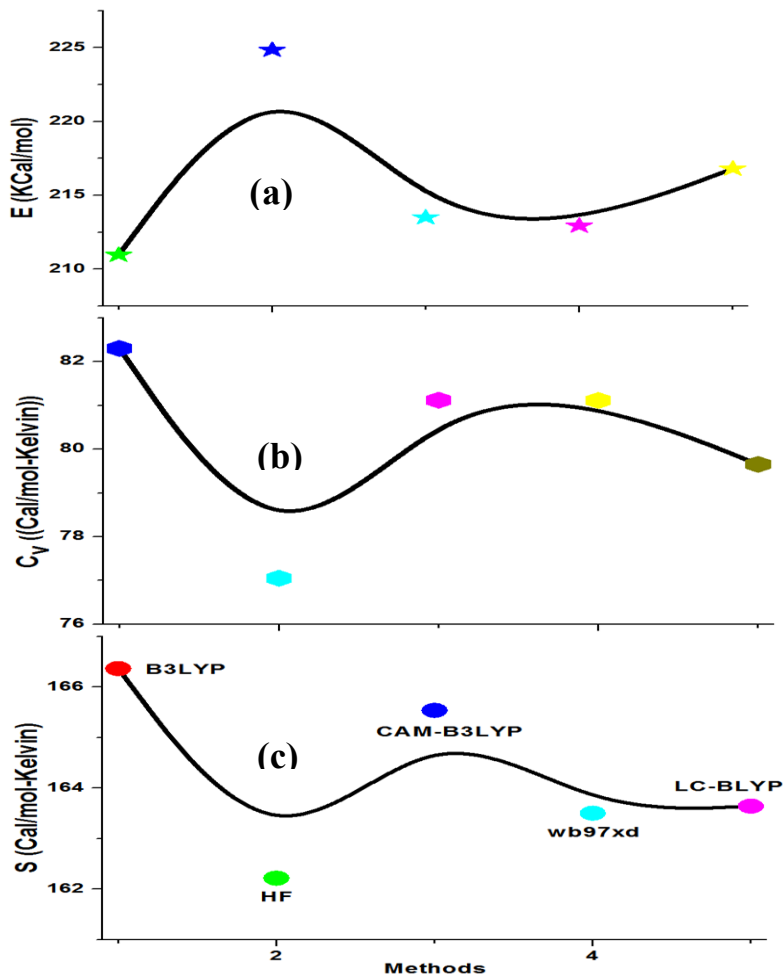 225
220
215
210
E (KCal/mol)
(a)
82
80
78
76
C_V ((Cal/mol-Kelvin))
(b)
166
164
162
S (Cal/mol-Kelvin)
B3LYP
CAM-B3LYP
(c)
LC-BLYP
wb97xd
HF
2
4
Methods